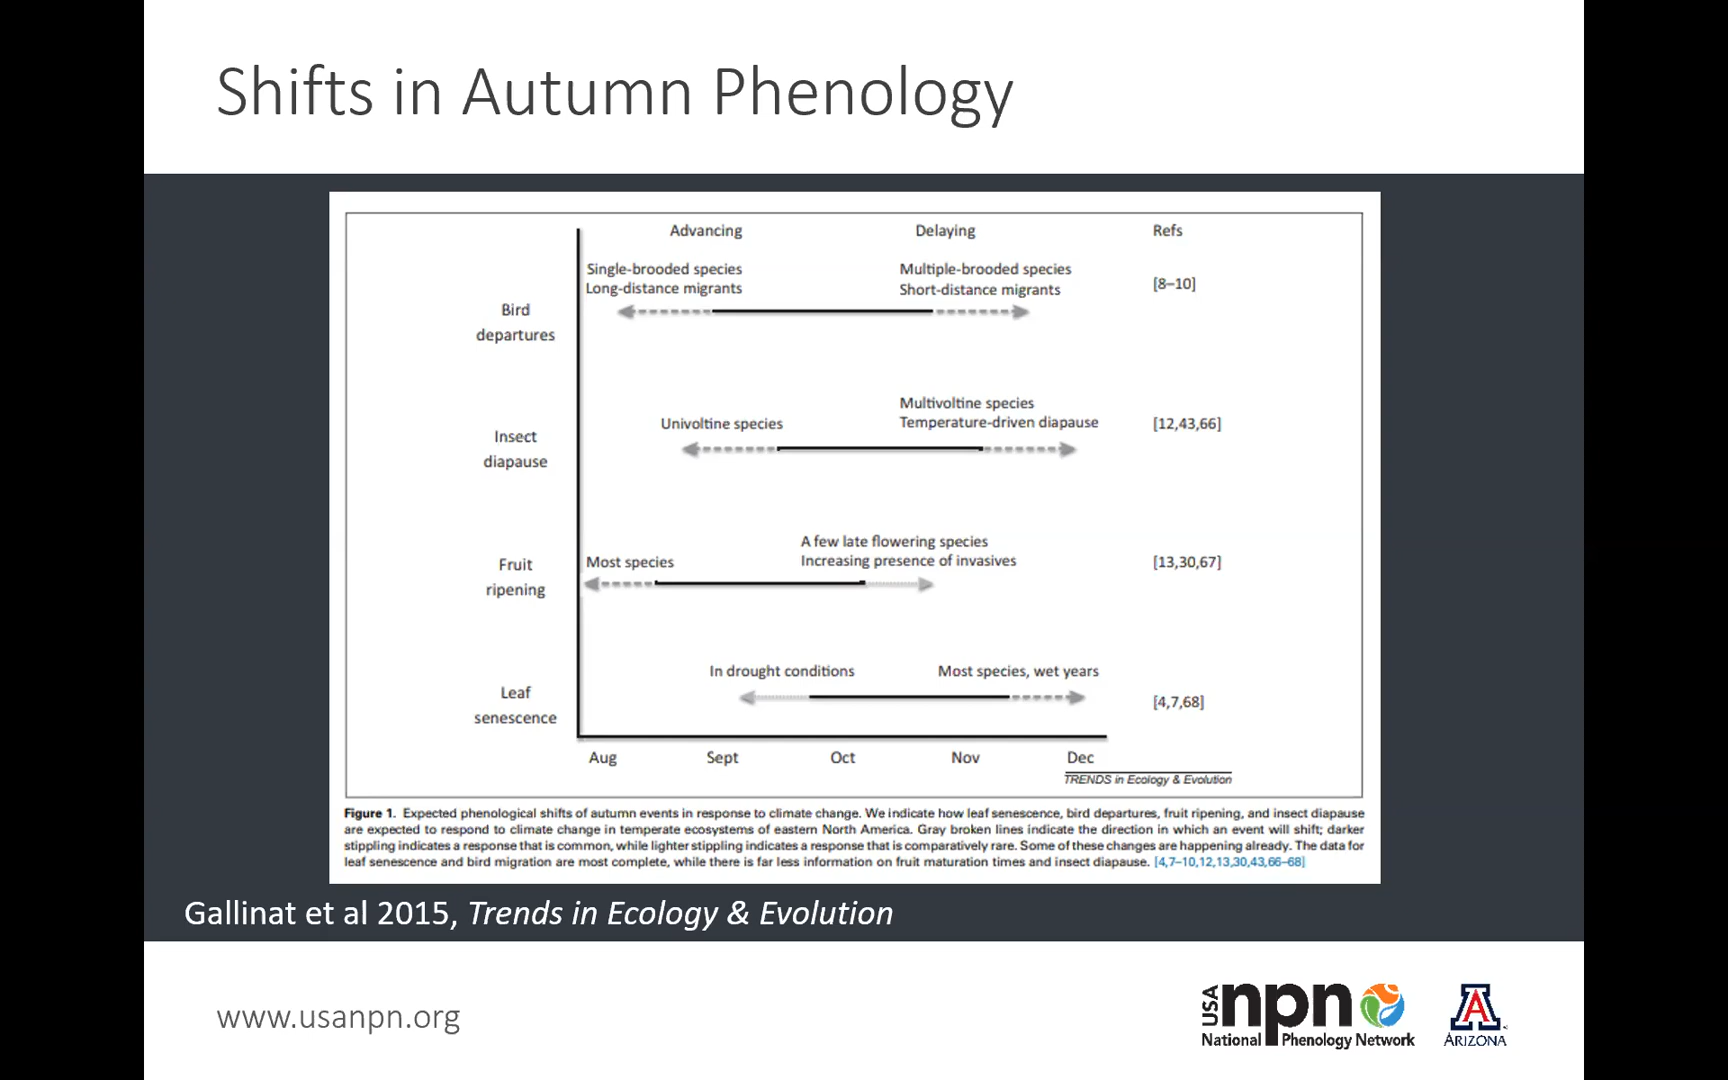 Shifts in Autumn Phenology
Advancing
Delaying
Refs
Single-brooded species
Long-distance migrants
Multiple-brooded species
Short-distance migrants
[8–10]
Bird
departures
Univoltine species
Multivoltine species
Temperature-driven diapause
[12,43,66]
Insect
diapause
Most species
A few late flowering species
Increasing presence of invasives
[13,30,67]
Fruit
ripening
In drought conditions
Most species, wet years
[4,7,68]
Leaf
senescence
Aug Sept Oct Nov Dec
TRENDS in Ecology & Evolution
Figure 1. Expected phenological shifts of autumn events in response to climate change. We indicate how leaf senescence, bird departures, fruit ripening, and insect diapause
are expected to respond to climate change in temperate ecosystems of eastern North America. Gray broken lines indicate the direction in which an event will shift; darker
stippling indicates a response that is common, while lighter stippling indicates a response that is comparatively rare. Some of these changes are happening already. The data for
leaf senescence and bird migration are most complete, while there is far less information on fruit maturation times and insect diapause. [4,7–10,12,13,30,43,66–68]
Gallinat et al 2015, Trends in Ecology & Evolution
www.usanpn.org
USA npn
National Phenology Network
A
ARIZONA